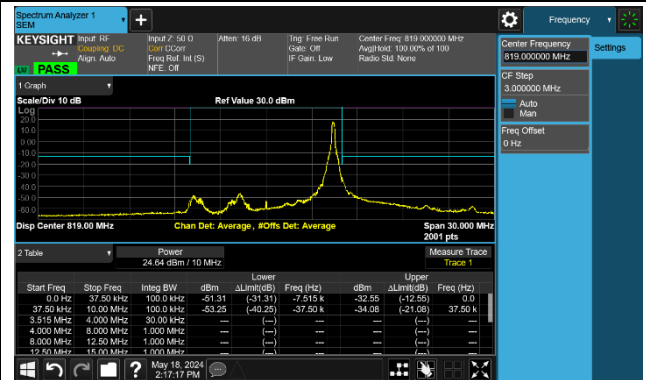 Spectrum Analyzer 1
SEM
Frequency
KEYSIGHT
Input: RF
Coupling: DC
Align: Auto
Input Z: 50 Ω
Corr CCorr
Freq Ref: Int (S)
NFE: Off
Atten: 16 dB
Trig: Free Run
Gate: Off
IF Gain: Low
Center Freq: 819.000000 MHz
Avg|Hold: 100.00% of 100
Radio Std: None
PASS
Center Frequency
819.000000 MHz
Settings
CF Step
3.000000 MHz
Auto
Man
Freq Offset
0 Hz
1 Graph
Scale/Div 10 dB
Ref Value 30.0 dBm
Log
20.0
10.0
0.00
-10.0
-20.0
-30.0
-40.0
-50.0
-60.0
Disp Center 819.00 MHz
Chan Det: Average, #Offs Det: Average
Span 30.000 MHz
2001 pts
2 Table
Power
24.64 dBm / 10 MHz
Measure Trace
Trace 1
Lower Upper
Start Freq Stop Freq Integ BW dBm ΔLimit(dB) Freq (Hz) dBm ΔLimit(dB) Freq (Hz)
0.0 Hz 37.50 kHz 100.0 kHz -51.31 (-31.31) -7.515 k -32.55 (-12.55) 0.0
37.50 kHz 10.00 MHz 100.0 kHz -53.25 (-40.25) -37.50 k -34.08 (-21.08) 37.50 k
3.515 MHz 4.000 MHz 30.00 kHz (---) (---)
4.000 MHz 8.000 MHz 1.000 MHz (---) (---)
8.000 MHz 12.50 MHz 1.000 MHz (---) (---)
12.50 MHz 15.00 MHz 1.000 MHz (---) (---)
May 18, 2024
2:17:17 PM